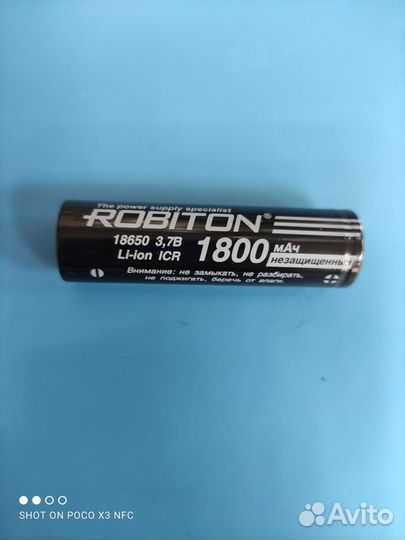 The power supply specialist
ROBITON®
18650 3,7В
Li-ion ICR
1800 мАч
незащищенный
Внимание: не замыкать, не разбирать,
не поджигать, беречь от влаги.
SHOT ON POCO X3 NFC
Avito